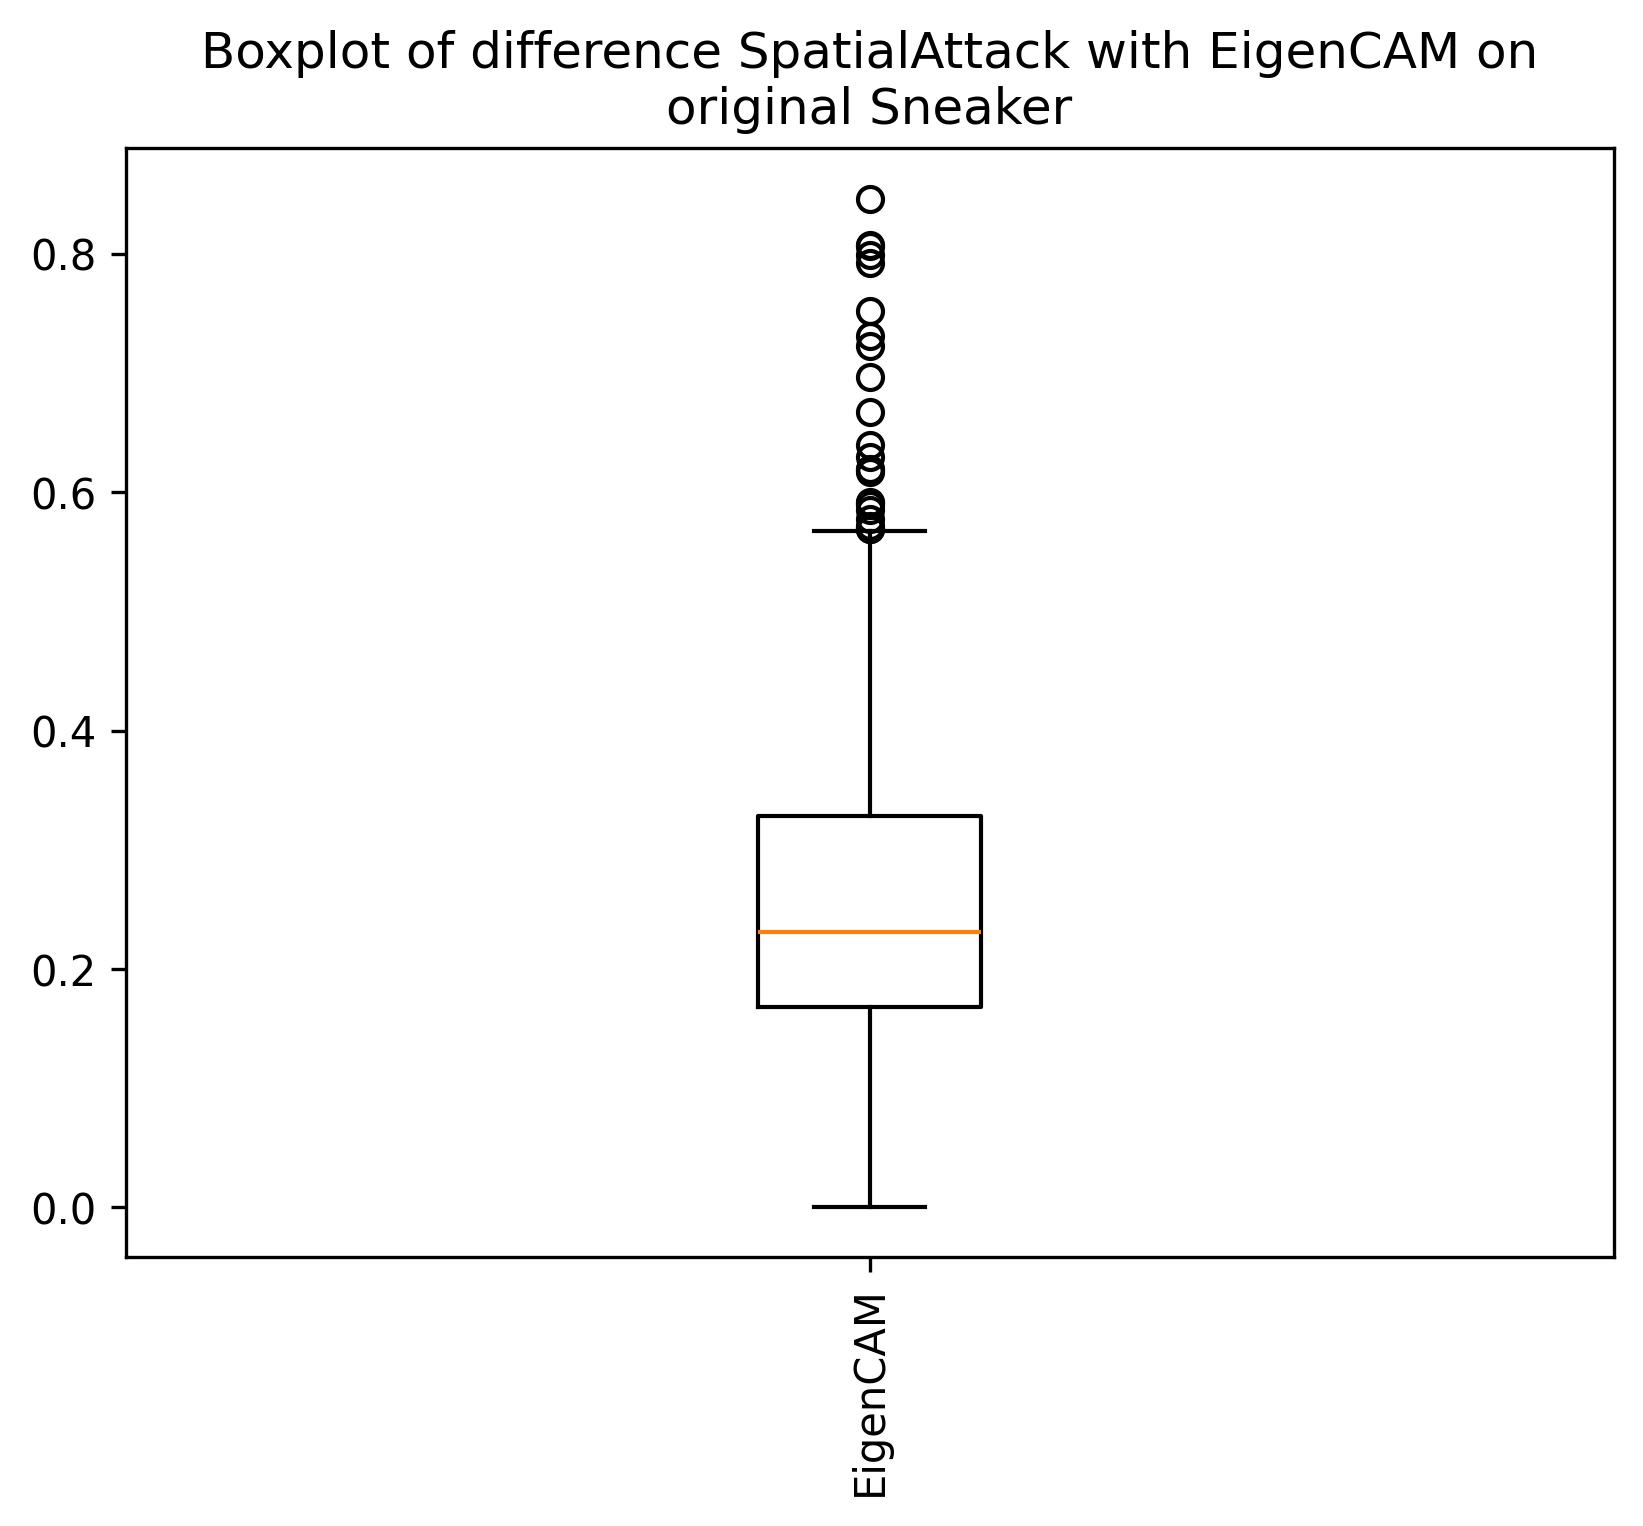 Boxplot of difference SpatialAttack with EigenCAM on
original Sneaker
0.8
0.6
0.4
0.2
0.0
EigenCAM